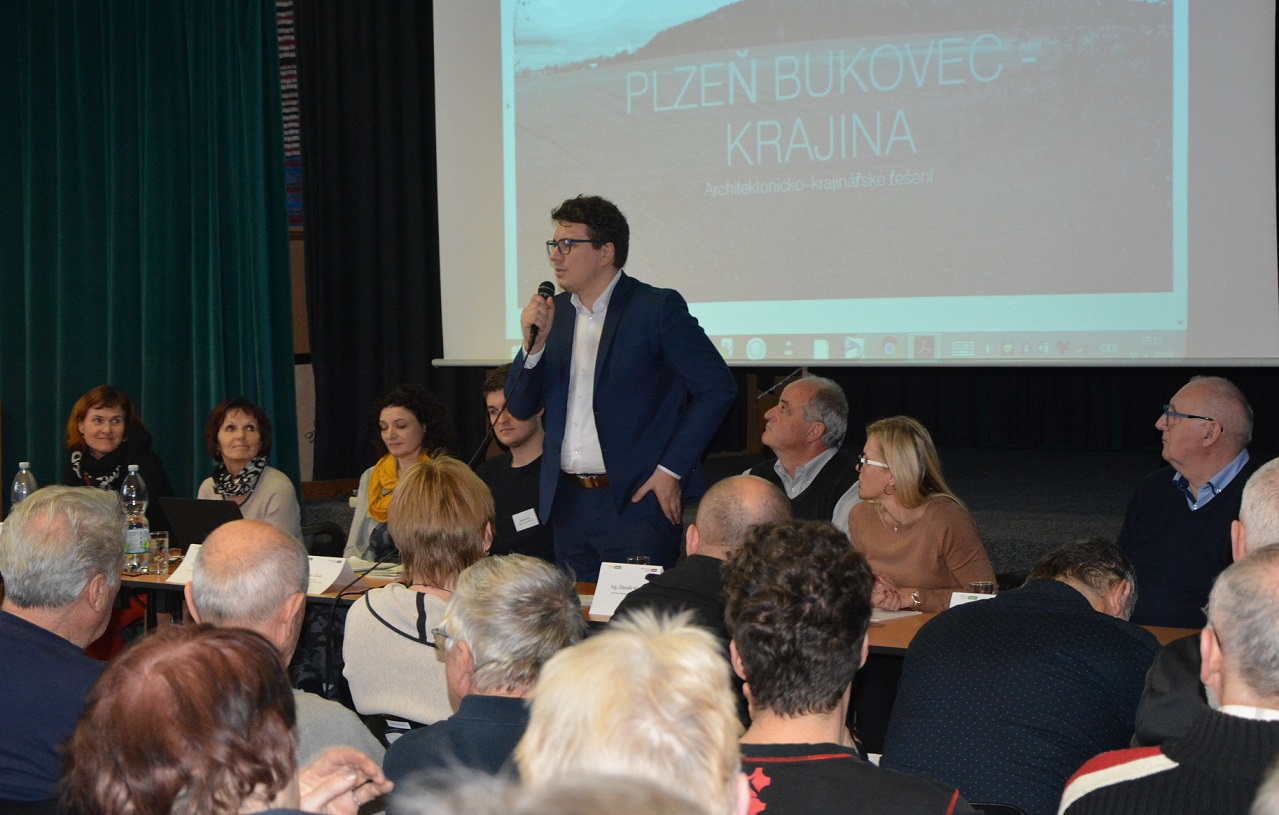 PLZEŇ BUKOVEC -
KRAJINA
Architektonicko-krajinářské řešení